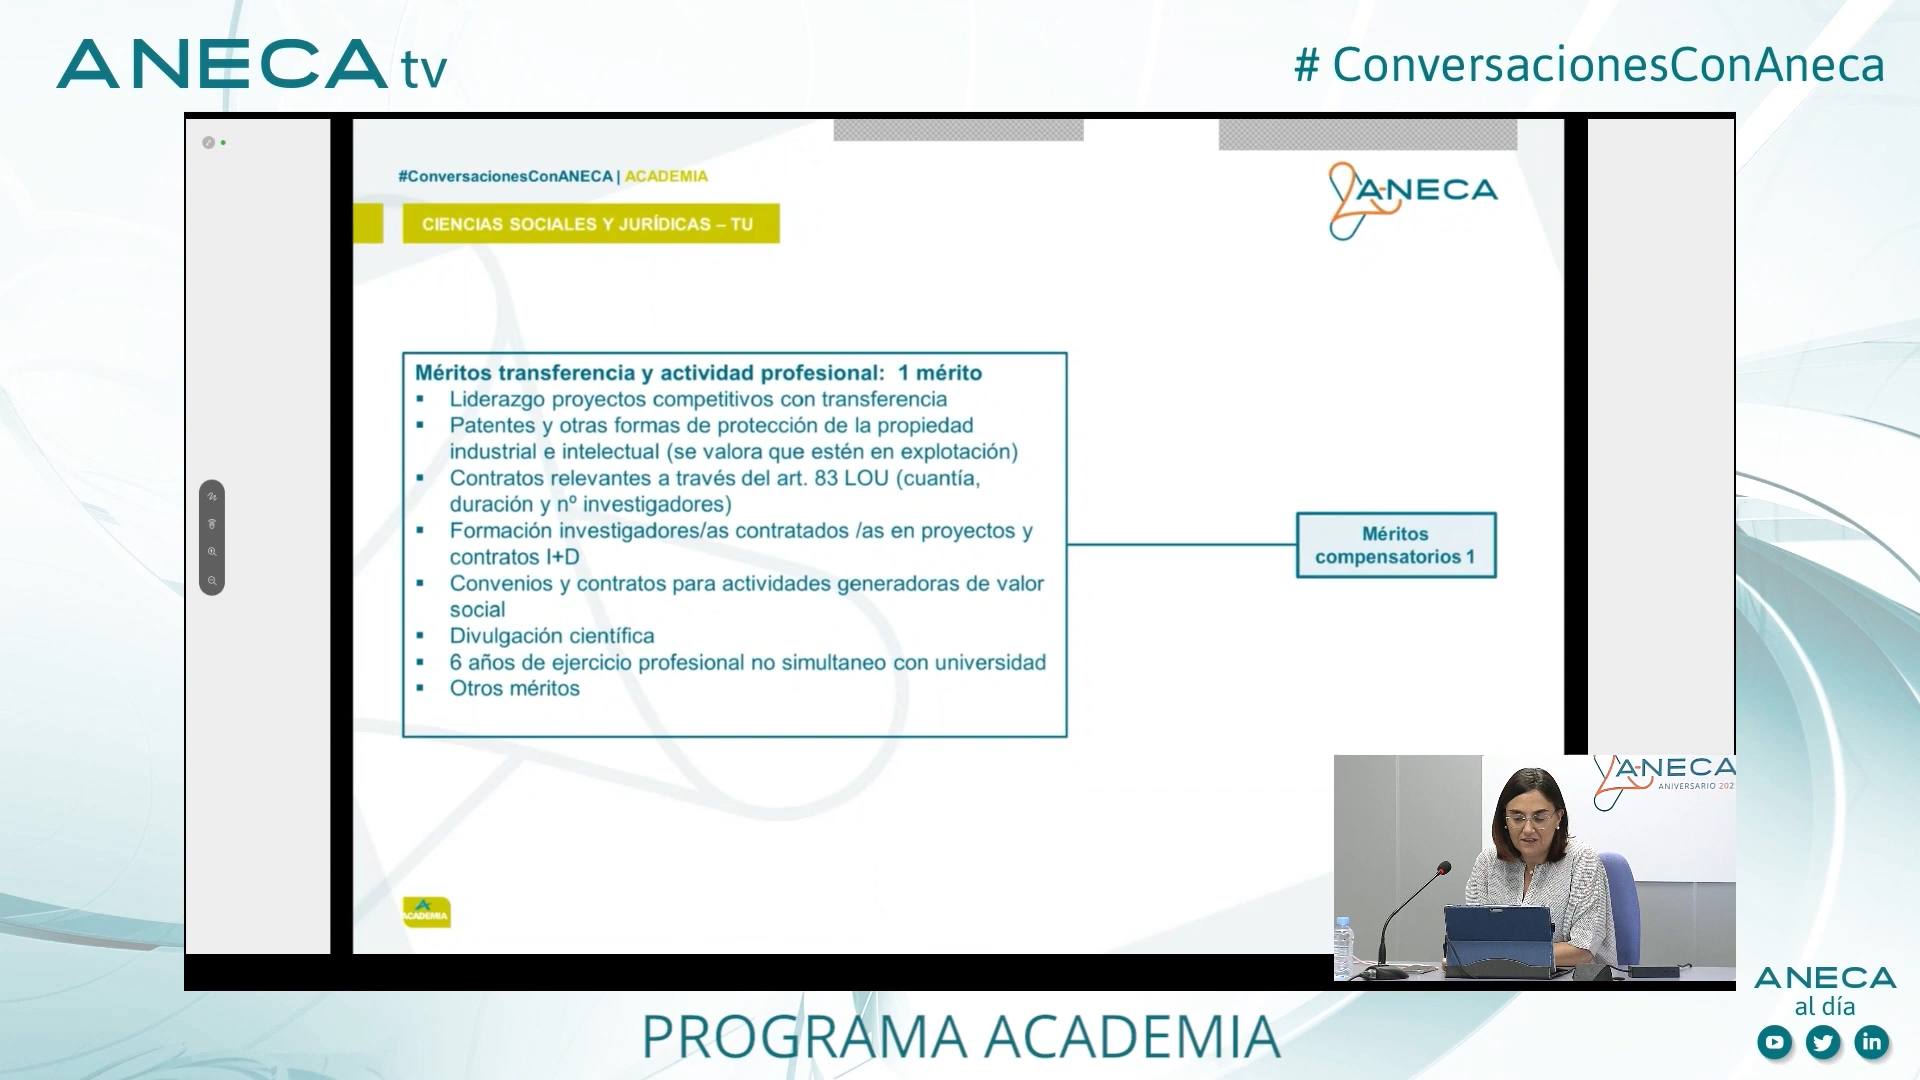 ANECA tv
# ConversacionesConAneca
#ConversacionesConANECA | ACADEMIA
ANECA
CIENCIAS SOCIALES Y JURÍDICAS – TU
Méritos transferencia y actividad profesional: 1 mérito
▪ Liderazgo proyectos competitivos con transferencia
▪ Patentes y otras formas de protección de la propiedad
industrial e intelectual (se valora que estén en explotación)
▪ Contratos relevantes a través del art. 83 LOU (cuantía,
duración y nº investigadores)
▪ Formación investigadores/as contratados /as en proyectos y
contratos I+D
▪ Convenios y contratos para actividades generadoras de valor
social
▪ Divulgación científica
▪ 6 años de ejercicio profesional no simultaneo con universidad
▪ Otros méritos
Méritos
compensatorios 1
ACADEMIA
ANECA
ANIVERSARIO 202
ANECA
al día
in
PROGRAMA ACADEMIA